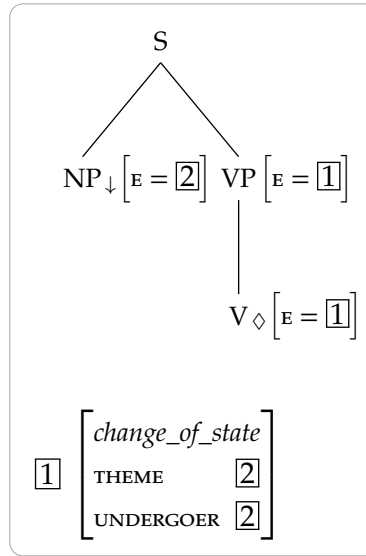 S
NP↓[E = 2] VP[E = 1]
V◊[E = 1]
change_of_state
1 THEME 2
UNDERGOER 2